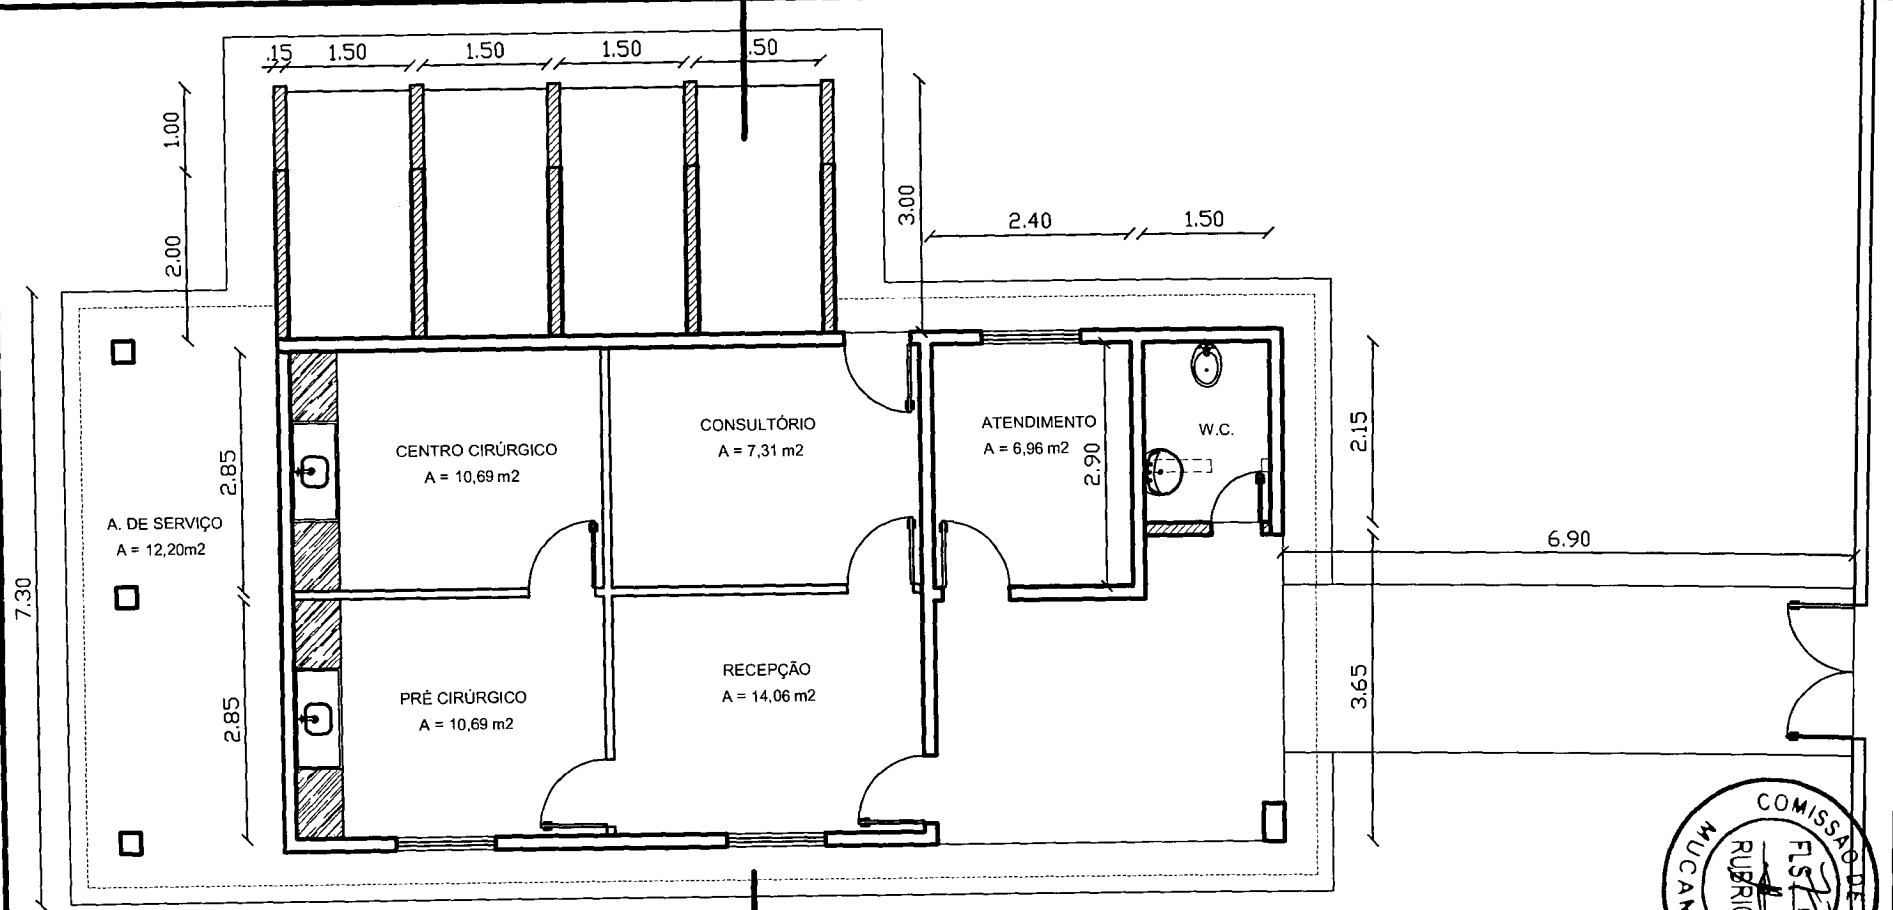 .15 1.50 1.50 1.50 .50
1.00
2.00
3.00
2.40 1.50
CENTRO CIRÚRGICO
A = 10,69 m2
CONSULTÓRIO
A = 7,31 m2
ATENDIMENTO
A = 6,96 m2
2.90
W.C.
2.15
2.85
A. DE SERVIÇO
A = 12,20m2
6.90
7.30
PRÉ CIRÚRGICO
A = 10,69 m2
RECEPÇÃO
A = 14,06 m2
2.85
3.65
COMISSÃO DE
MUCAM
FLS
RUBRIC